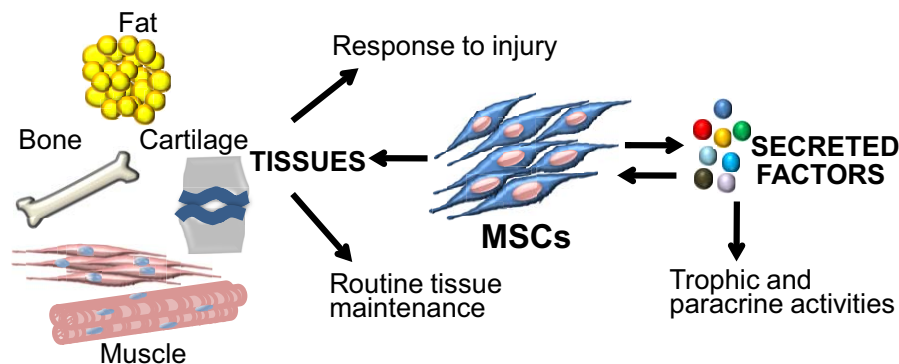 Fat
Bone
Cartilage
Muscle
TISSUES
Response to injury
Routine tissue
maintenance
MSCs
SECRETED
FACTORS
Trophic and
paracrine activities